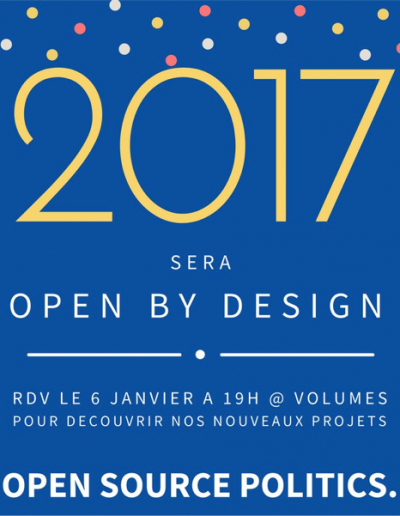 2017
SERA
OPEN BY DESIGN
RDV LE 6 JANVIER A 19H @ VOLUMES
POUR DECOUVRIR NOS NOUVEAUX PROJETS
OPEN SOURCE POLITICS.